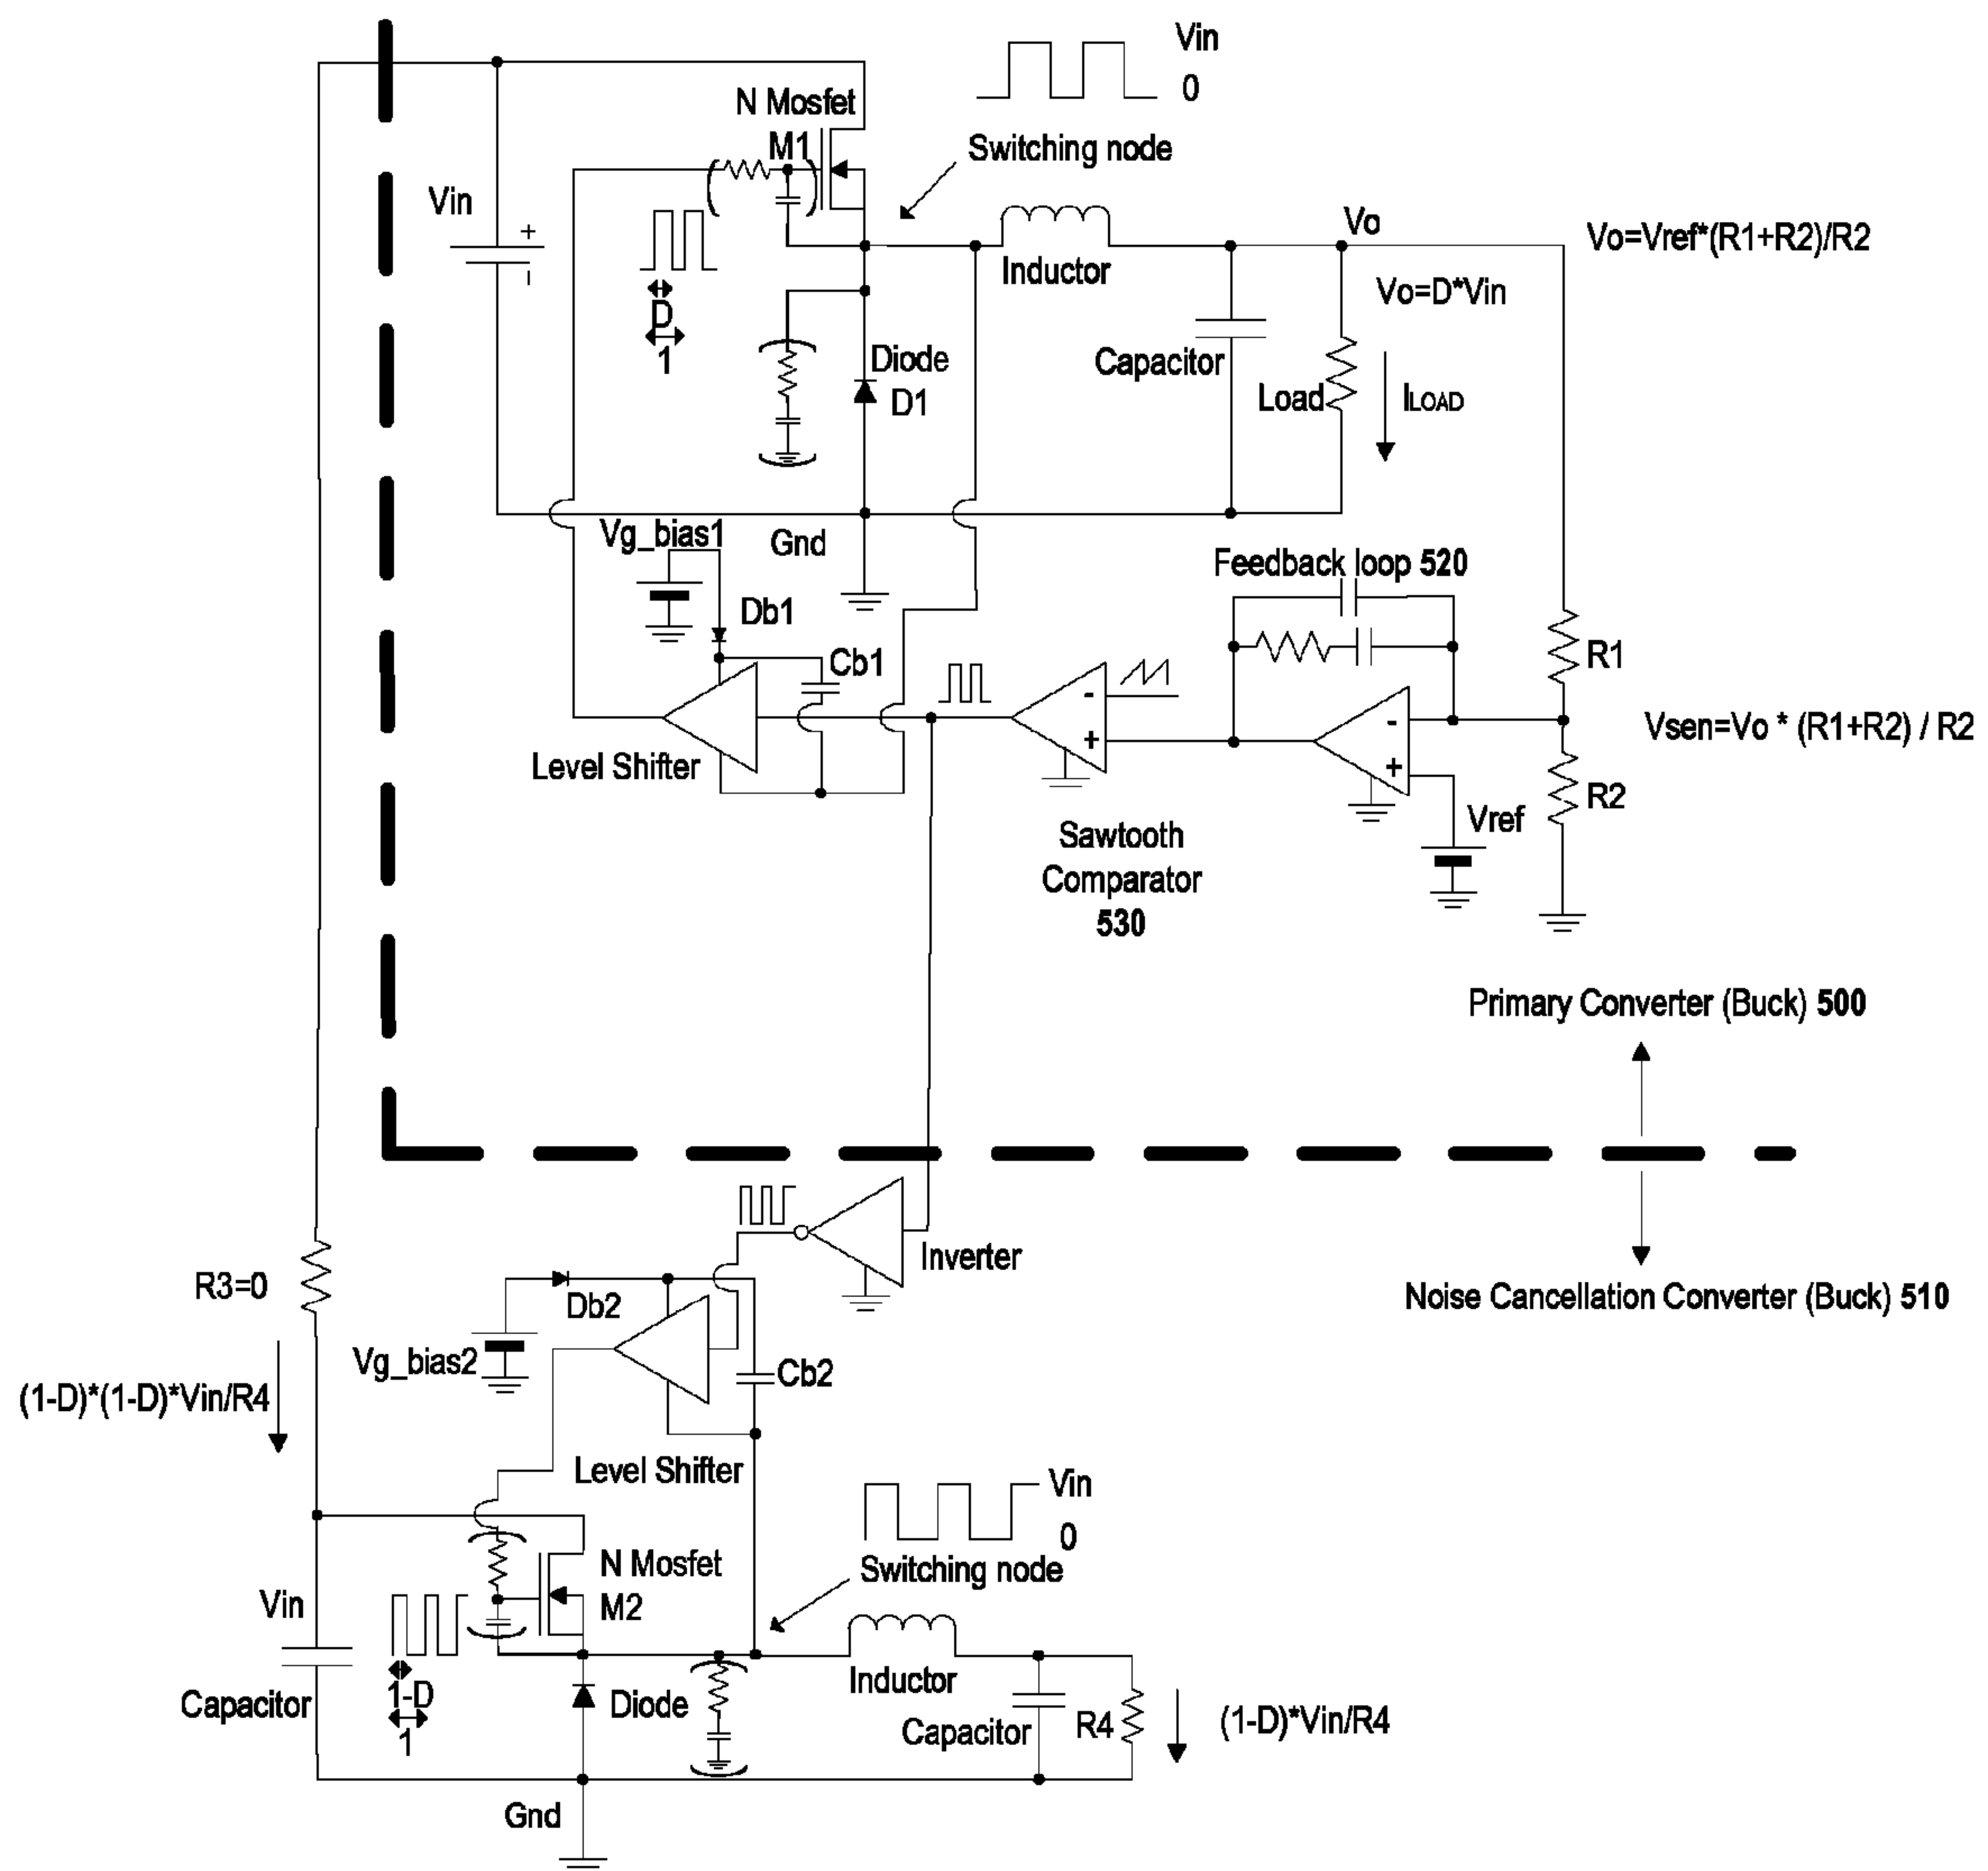 Vin
0
N Mosfet
M1
Switching node
Vin
+
-
D
1
Inductor
Vo
Vo=Vref*(R1+R2)/R2
Vo=D*Vin
Diode
D1
Capacitor
Load
ILOAD
Gnd
Vg_bias1
Db1
Cb1
Level Shifter
Feedback loop 520
-
+
-
+
R1
Vsen=Vo * (R1+R2) / R2
R2
Vref
Sawtooth
Comparator
530
Primary Converter (Buck) 500
Noise Cancellation Converter (Buck) 510
Inverter
R3=0
Db2
Vg_bias2
Cb2
(1-D)*(1-D)*Vin/R4
Level Shifter
Vin
0
Switching node
N Mosfet
M2
Vin
1-D
1
Capacitor
Diode
Inductor
Capacitor
R4
(1-D)*Vin/R4
Gnd